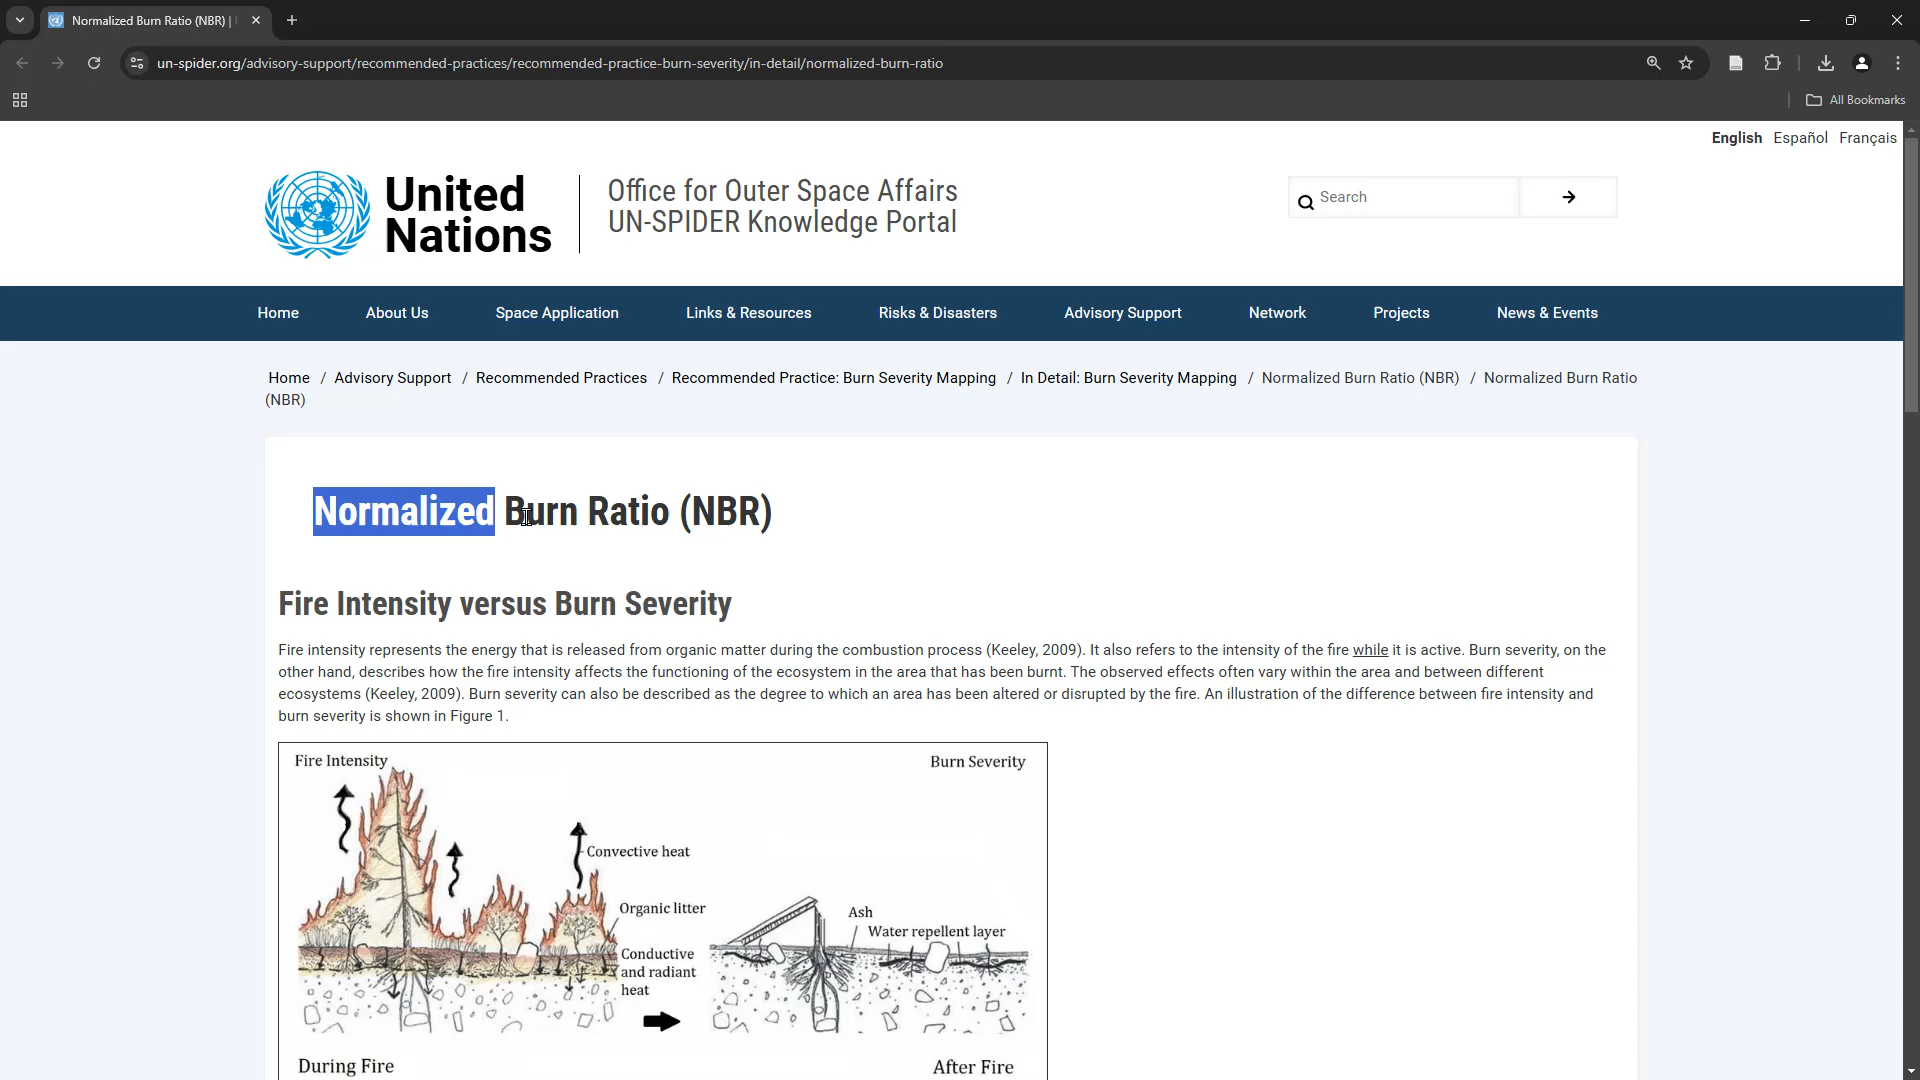 Normalized Burn Ratio (NBR) |
un-spider.org/advisory-support/recommended-practices/recommended-practice-burn-severity/in-detail/normalized-burn-ratio
All Bookmarks
English Español Français
United Nations
Office for Outer Space Affairs
UN-SPIDER Knowledge Portal
Search
Home About Us Space Application Links & Resources Risks & Disasters Advisory Support Network Projects News & Events
Home / Advisory Support / Recommended Practices / Recommended Practice: Burn Severity Mapping / In Detail: Burn Severity Mapping / Normalized Burn Ratio (NBR) / Normalized Burn Ratio
(NBR)
Normalized Burn Ratio (NBR)
Fire Intensity versus Burn Severity
Fire intensity represents the energy that is released from organic matter during the combustion process (Keeley, 2009). It also refers to the intensity of the fire while it is active. Burn severity, on the
other hand, describes how the fire intensity affects the functioning of the ecosystem in the area that has been burnt. The observed effects often vary within the area and between different
ecosystems (Keeley, 2009). Burn severity can also be described as the degree to which an area has been altered or disrupted by the fire. An illustration of the difference between fire intensity and
burn severity is shown in Figure 1.
Fire Intensity
Burn Severity
Convective heat
Organic litter
Conductive
and radiant
heat
Ash
Water repellent layer
During Fire
After Fire